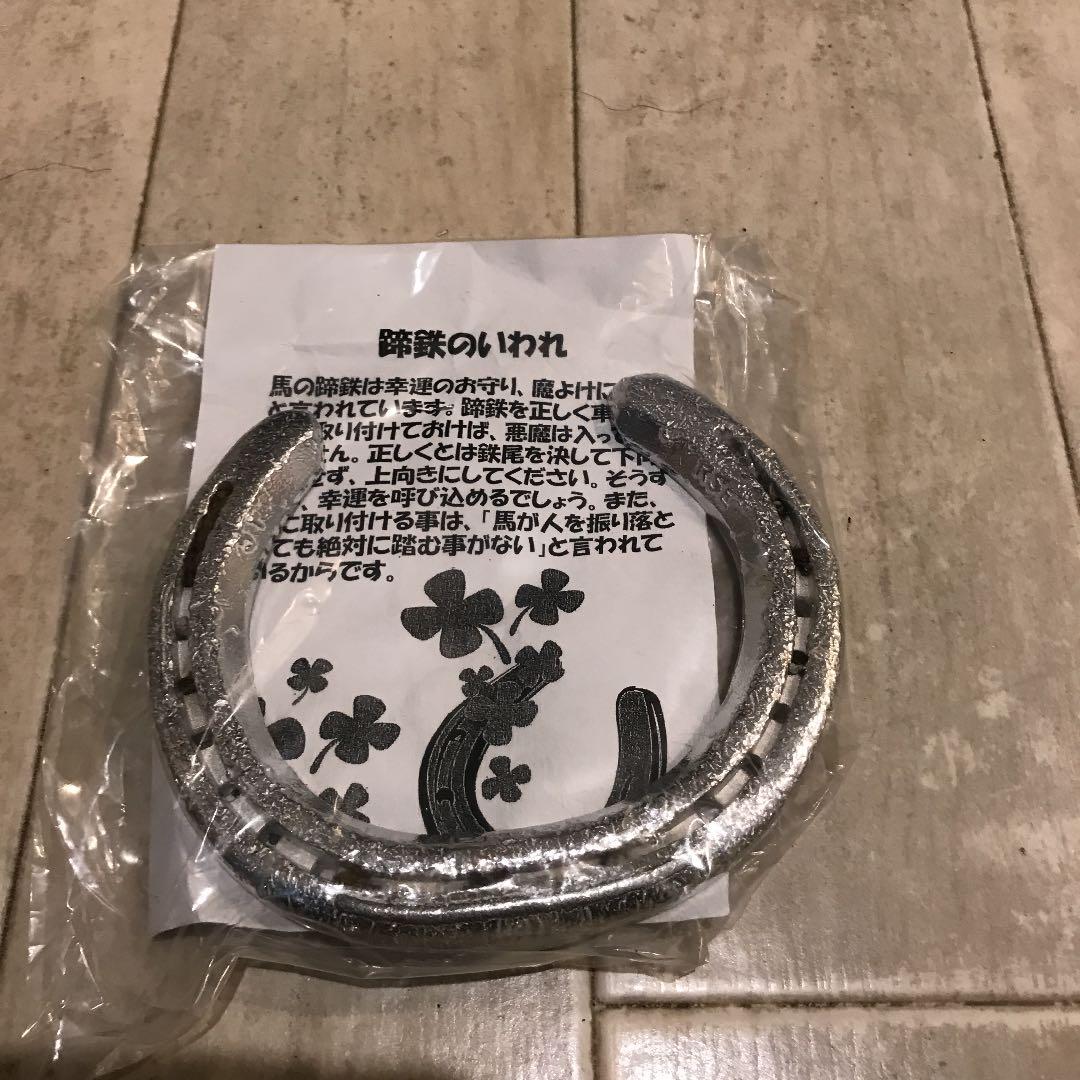 蹄鉄のいわれ
馬の蹄鉄は幸運のお守り、魔よけに
と言われています。蹄鉄を正しく車
取り付けておけば、悪魔は入っ
せん。正しくとは鉄尾を決して下向
せず、上向きにしてください。そうす
、幸運を呼び込めるでしょう。また、
に取り付ける事は、「馬が人を振り落と
ても絶対に踏む事がない」と言われて
いるからです。